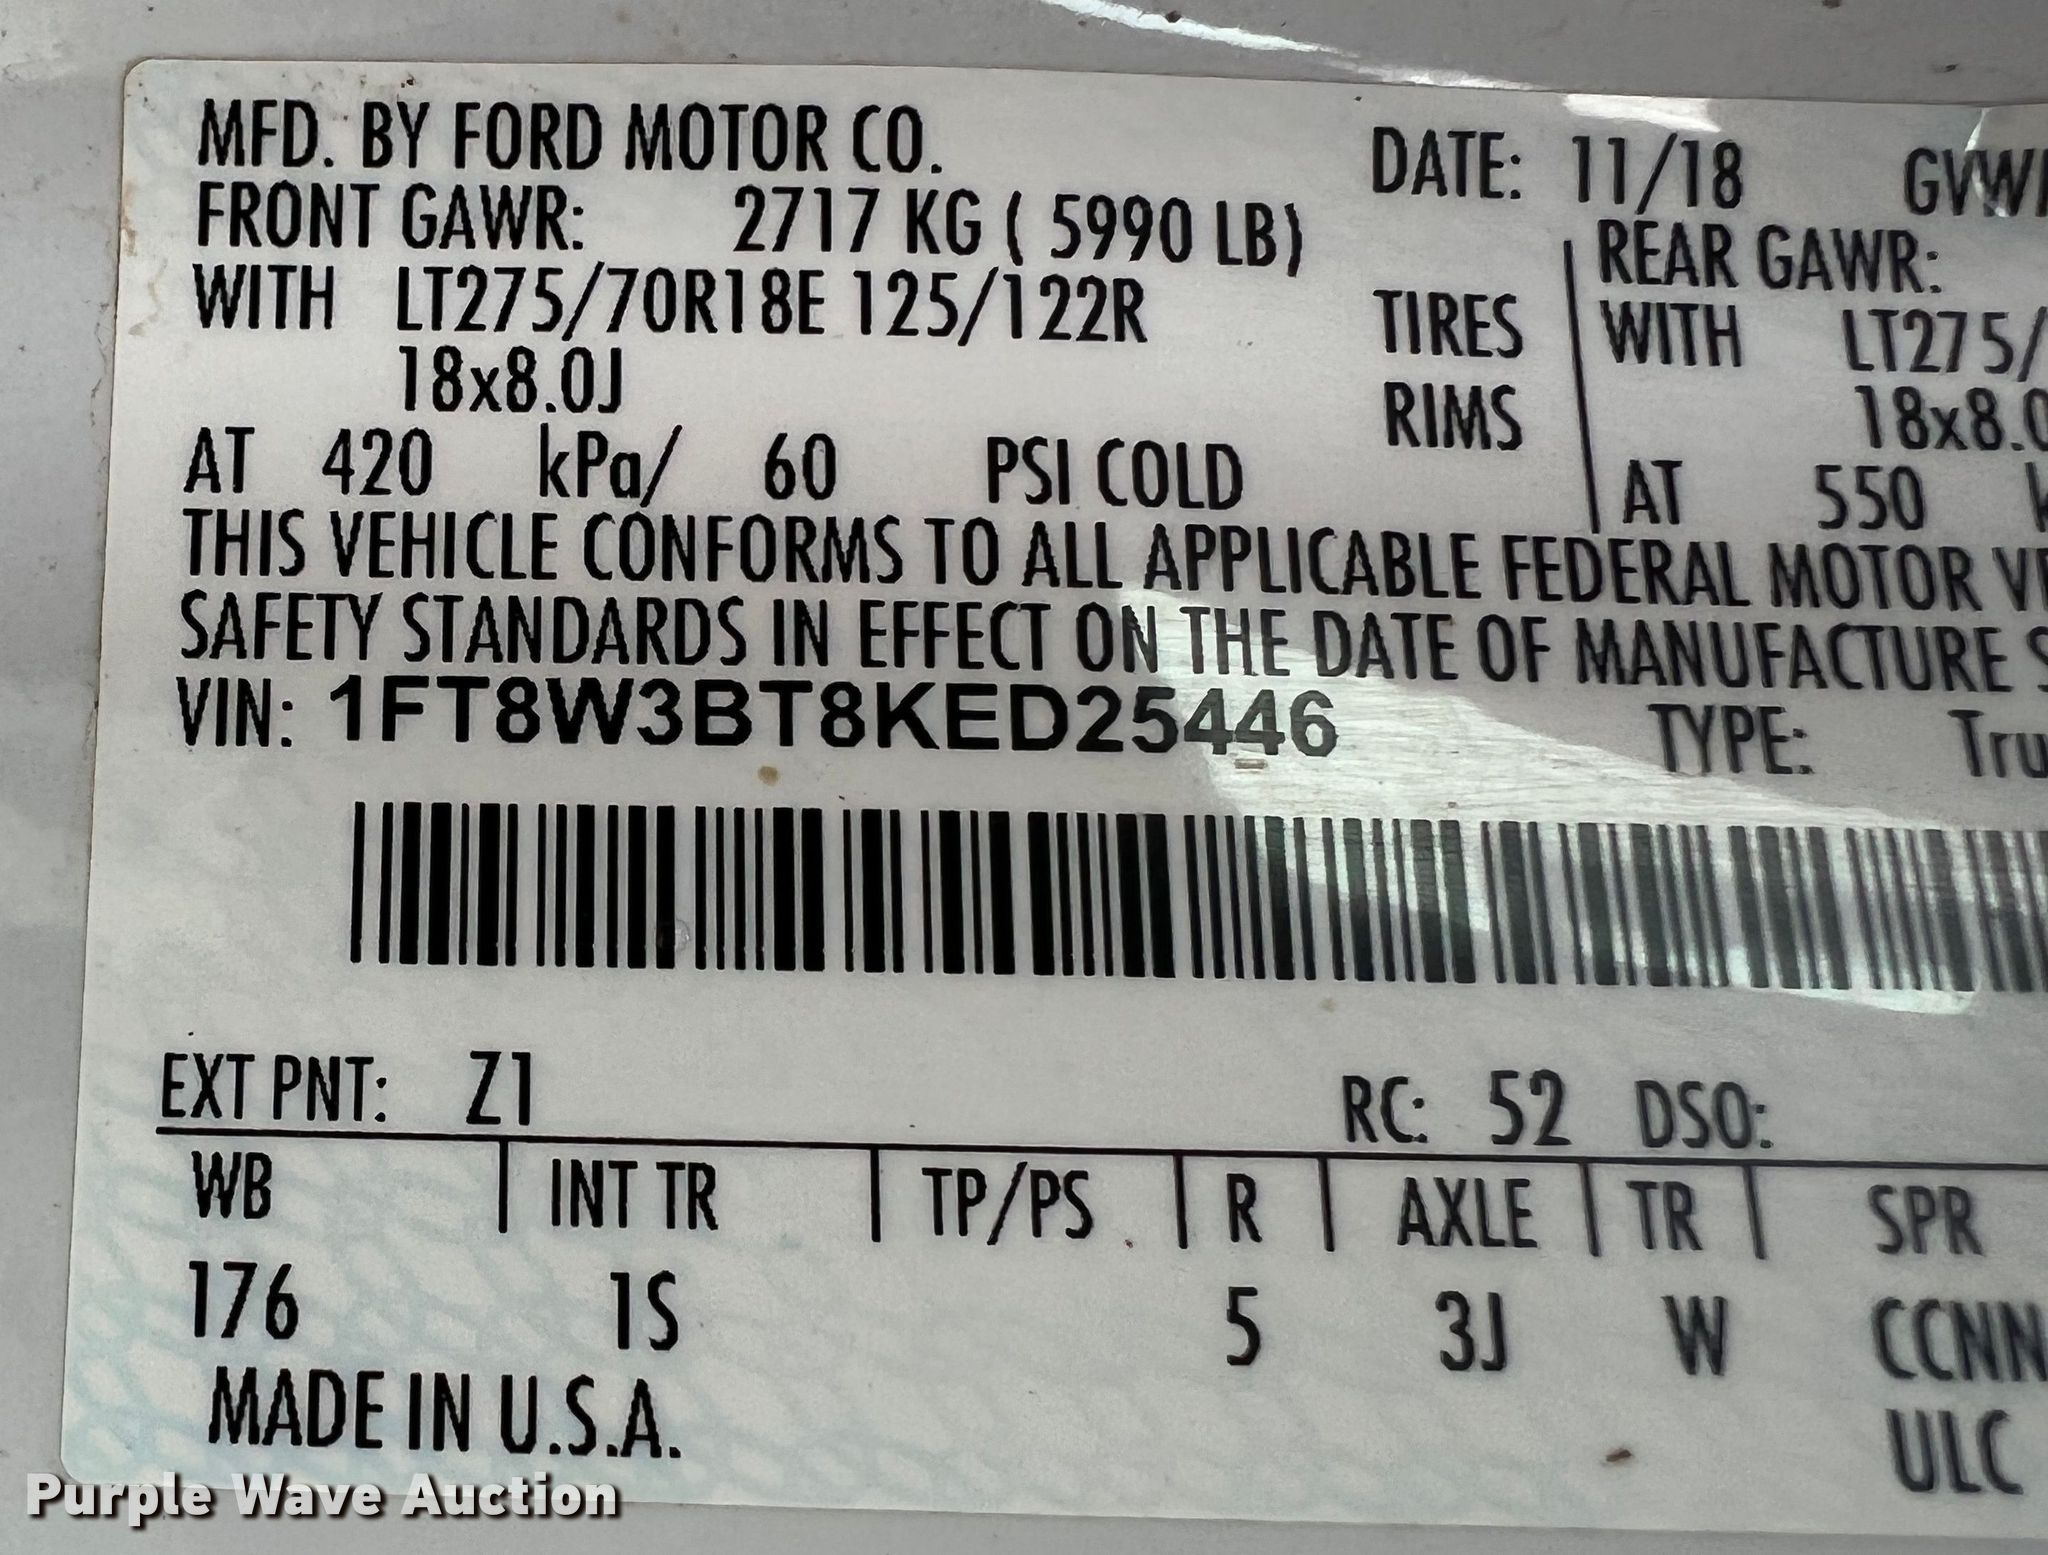 MFD. BY FORD MOTOR CO. DATE: 11/18
FRONT GAWR: 2717 KG ( 5990 LB) REAR GAWR:
WITH LT275/70R18E 125/122R TIRES WITH LT275/
18x8.0J RIMS 18x8.0
AT 420 kPa/ 60 PSI COLD AT 550
THIS VEHICLE CONFORMS TO ALL APPLICABLE FEDERAL MOTOR
SAFETY STANDARDS IN EFFECT ON THE DATE OF MANUFACTURE
VIN: 1FT8W3BT8KED25446 TYPE:
EXT PNT: Z1 RC: 52 DSO:
WB INT TR TP/PS R AXLE TR SPR
176 1S 5 3J W CCNN
MADE IN U.S.A. ULC
Purple Wave Auction